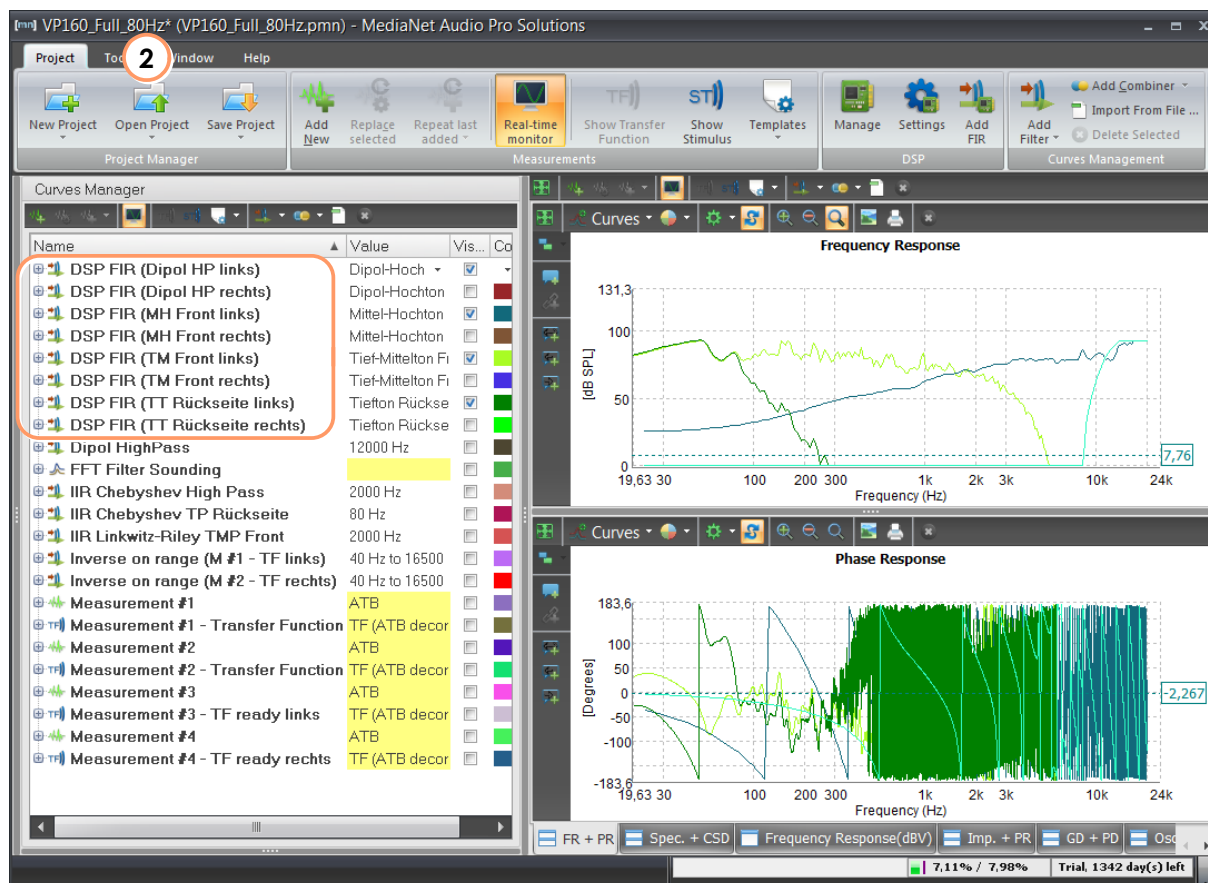 [mn] VP160_Full_80Hz* (VP160_Full_80Hz.pmn) - MediaNet Audio Pro Solutions
Project Window Help
2
New Project Open Project Save Project
Add New Replace selected Repeat last added Real-time monitor Show Transfer Function Show Stimulus Templates
Manage Settings Add FIR Add Filter
Add Combiner
Import From File ...
Delete Selected
Project Manager Measurements DSP Curves Management
Curves Manager
Name Value Vis... Co
DSP FIR (Dipol HP links) Dipol-Hoch
DSP FIR (Dipol HP rechts) Dipol-Hochton
DSP FIR (MH Front links) Mittel-Hochton
DSP FIR (MH Front rechts) Mittel-Hochton
DSP FIR (TM Front links) Tief-Mittelton
DSP FIR (TM Front rechts) Tief-Mittelton
DSP FIR (TT Rückseite links) Tiefton Rückse
DSP FIR (TT Rückseite rechts) Tiefton Rückse
Dipol HighPass 12000 Hz
FFT Filter Sounding
IIR Chebyshev High Pass 2000 Hz
IIR Chebyshev TP Rückseite 80 Hz
IIR Linkwitz-Riley TMP Front 2000 Hz
Inverse on range (M #1 - TF links) 40 Hz to 16500
Inverse on range (M #2 - TF rechts) 40 Hz to 16500
Measurement #1 ATB
Measurement #1 - Transfer Function TF (ATB decor
Measurement #2 ATB
Measurement #2 - Transfer Function TF (ATB decor
Measurement #3 ATB
Measurement #3 - TF ready links TF (ATB decor
Measurement #4 ATB
Measurement #4 - TF ready rechts TF (ATB decor
Curves
Frequency Response
131,3
100
[dB SPL]
50
0
7,76
19,63 30 100 200 300 1k 2k 3k 10k 24k
Frequency (Hz)
Curves
Phase Response
183,6
100
50
[Degrees]
0
-2,267
-50
-100
-183,6
19,63 30 100 200 300 1k 2k 3k 10k 24k
Frequency (Hz)
FR + PR Spec. + CSD Frequency Response(dBV) Imp. + PR GD + PD Osc
7,11% / 7,98% Trial, 1342 day(s) left